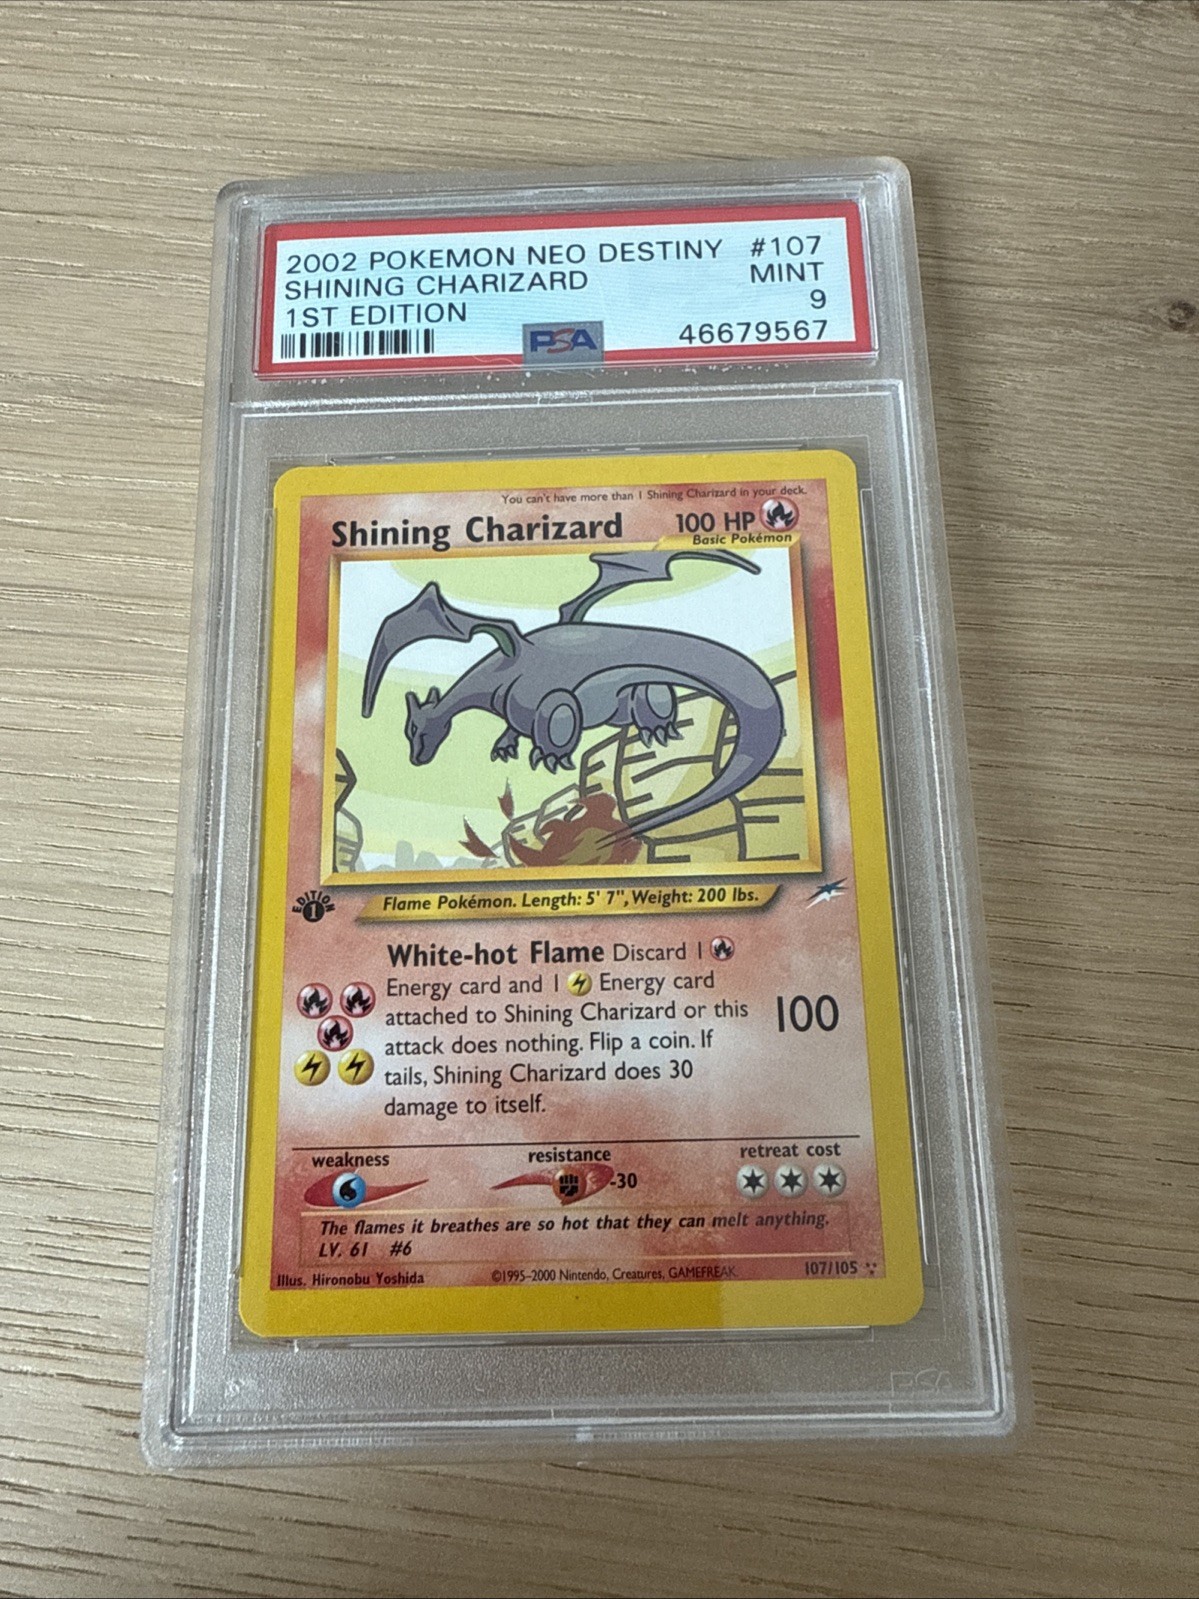 2002 POKEMON NEO DESTINY #107
SHINING CHARIZARD MINT
1ST EDITION 9
PSA 46679567
You can't have more than 1 Shining Charizard in your deck.
Shining Charizard 100 HP
Basic Pokémon
EDITION
1
Flame Pokémon. Length: 5' 7", Weight: 200 lbs.
White-hot Flame Discard 1
Energy card and 1 Energy card
attached to Shining Charizard or this
attack does nothing. Flip a coin. If
tails, Shining Charizard does 30
damage to itself.
100
weakness resistance retreat cost
-30
The flames it breathes are so hot that they can melt anything.
LV. 61 #6
Illus. Hironobu Yoshida ©1995-2000 Nintendo, Creatures, GAMEFREAK. 107/105
PSA